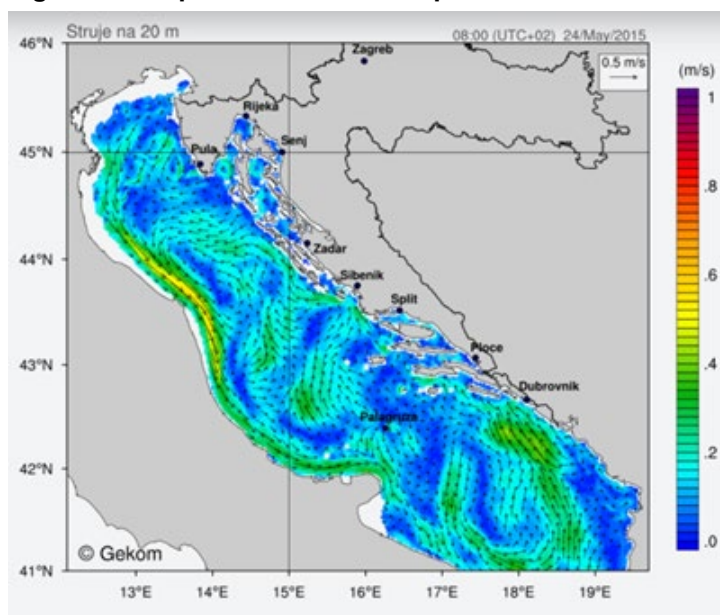 Struje na 20 m
08:00 (UTC+02) 24/May/2015
46°N
Zagreb
0.5 m/s
(m/s)
1
Rijeka
Senj
45°N
Pula
.8
44°N
Zadar
.6
Sibenik
Split
43°N
Ploce
.4
Dubrovnik
Palagruza
42°N
.2
.0
© Gekom
41°N
13°E 14°E 15°E 16°E 17°E 18°E 19°E